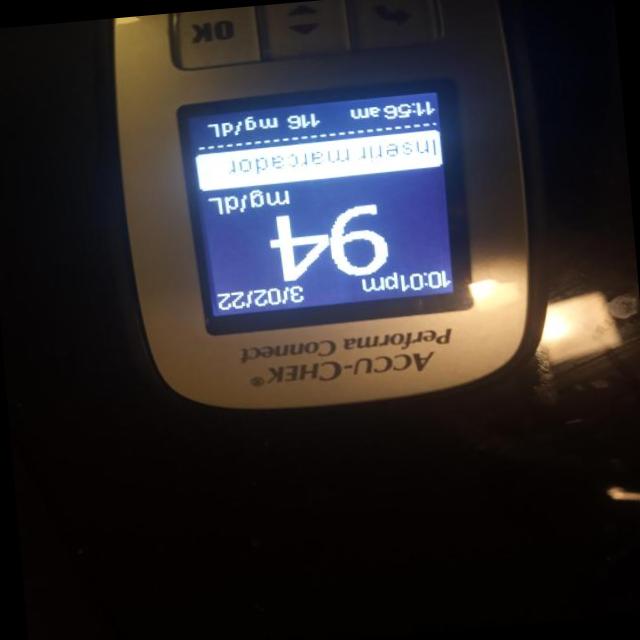 ACCU-CHEK®
Performa Connect
10:01pm 3/02/22
94
mg/dL
Inserir marcador
11:56am 116 mg/dL
OK